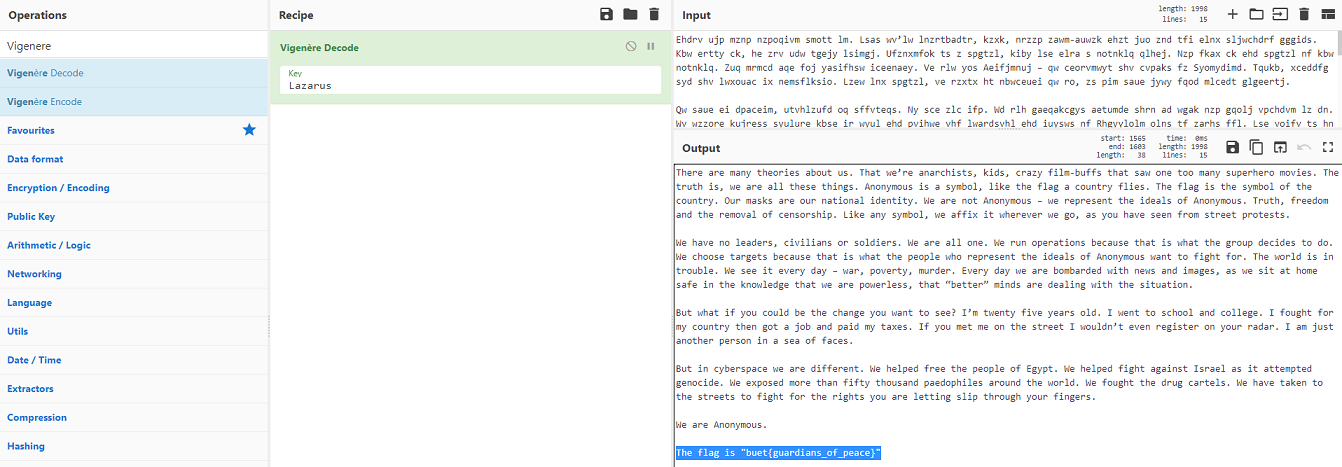 Operations
Vigenere
Vigenère Decode
Vigenère Encode
Favourites
Data format
Encryption / Encoding
Public Key
Arithmetic / Logic
Networking
Language
Utils
Date / Time
Extractors
Compression
Hashing
Recipe
Vigenère Decode
Key
Lazarus
Input
length: 1998
lines: 15
Ehdrv ujp mznp nzpoqivm smott lm. Lsas wv’lw lnzrtbadtr, kzxk, nrzzp zawm-auwzk ehzt juo znd tfi elnx sljwchdrf gggids.
Kbw ertty ck, he zrv udw tgejy lsimgj. Ufznxmfok ts z spgtzl, kiby lse elra s notnklq qlhej. Nzp fkax ck ehd spgtzl nf kbw
notnklq. Zuq mrmcd aqe foj yasifhsw iceenaey. Ve rlw yos Aeifjmnuj – qw ceorvmwyt shv cvpaks fz Syomydimd. Tqukb, xceddfg
syd shv lwxouac ix nemsflksio. Lzew lnx spgtzl, ve rzxtx ht nbwceuei qw ro, zs pim saue jywy fqod mlcedt glgeertj.
Qw saue ei dpaceim, utvhlzufd oq sffvteqs. Ny sce zlc ifp. Wd rlh gaeqakcgys aetumde shrn ad wgak nzp gqolj vpchdvm lz dn.
Output
start: 1565
end: 1603
length: 38
time: 0ms
length: 1998
lines: 15
There are many theories about us. That we’re anarchists, kids, crazy film-buffs that saw one too many superhero movies. The
truth is, we are all these things. Anonymous is a symbol, like the flag a country flies. The flag is the symbol of the
country. Our masks are our national identity. We are not Anonymous – we represent the ideals of Anonymous. Truth, freedom
and the removal of censorship. Like any symbol, we affix it wherever we go, as you have seen from street protests.
We have no leaders, civilians or soldiers. We are all one. We run operations because that is what the group decides to do.
We choose targets because that is what the people who represent the ideals of Anonymous want to fight for. The world is in
trouble. We see it every day – war, poverty, murder. Every day we are bombarded with news and images, as we sit at home
safe in the knowledge that we are powerless, that “better” minds are dealing with the situation.
But what if you could be the change you want to see? I’m twenty five years old. I went to school and college. I fought for
my country then got a job and paid my taxes. If you met me on the street I wouldn’t even register on your radar. I am just
another person in a sea of faces.
But in cyberspace we are different. We helped free the people of Egypt. We helped fight against Israel as it attempted
genocide. We exposed more than fifty thousand paedophiles around the world. We fought the drug cartels. We have taken to
the streets to fight for the rights you are letting slip through your fingers.
We are Anonymous.
The flag is "buet{guardians_of_peace}"